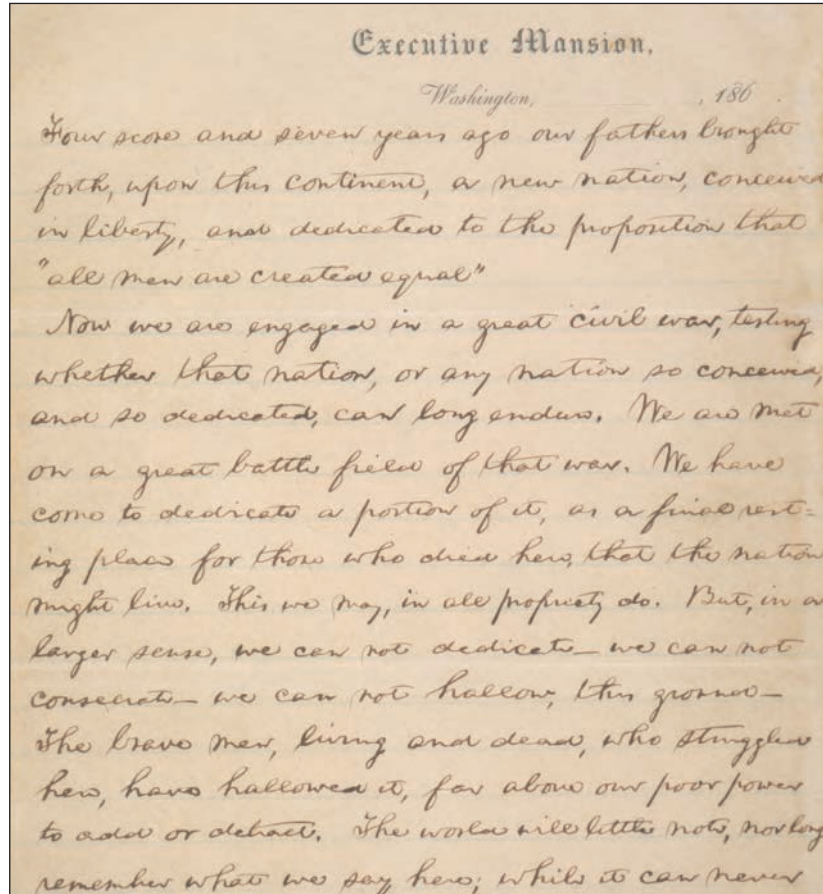 Executive Mansion,
Washington, , 186 .
Four score and seven years ago our fathers brought
forth, upon this continent, a new nation, conceived
in liberty, and dedicated to the proposition that
"all men are created equal"
Now we are engaged in a great civil war, testing
whether that nation, or any nation so conceived,
and so dedicated, can long endure. We are met
on a great battle field of that war. We have
come to dedicate a portion of it, as a final rest=
ing place for those who died here, that the nation
might live. This we may, in all propriety do. But, in a
larger sense, we can not dedicate — we can not
consecrate — we can not hallow, this ground —
The brave men, living and dead, who struggled
here, have hallowed it, far above our poor power
to add or detract. The world will little note, nor long
remember what we say here; while it can never